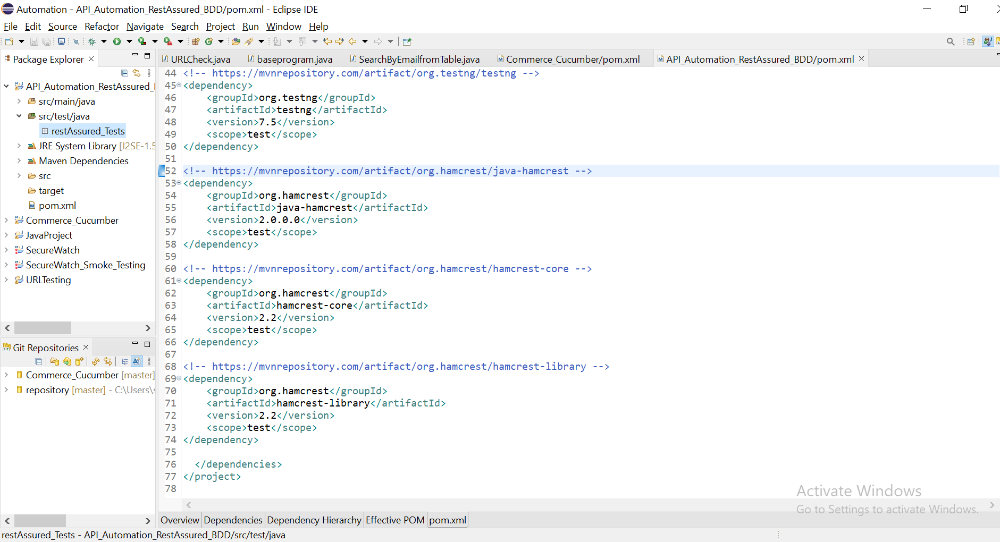 Automation - API_Automation_RestAssured_BDD/pom.xml - Eclipse IDE
File Edit Source Refactor Navigate Search Project Run Window Help
Package Explorer
API_Automation_RestAssured_
src/main/java
src/test/java
restAssured_Tests
JRE System Library [J2SE-1.5
Maven Dependencies
src
target
pom.xml
Commerce_Cucumber
JavaProject
SecureWatch
SecureWatch_Smoke_Testing
URLTesting
Git Repositories
Commerce_Cucumber [master]
repository [master] - C:\Users\s
URLCheck.java baseprogram.java SearchByEmailfromTable.java Commerce_Cucumber/pom.xml API_Automation_RestAssured_BDD/pom.xml
44 <!-- https://mvnrepository.com/artifact/org.testng/testng -->
45 <dependency>
46     <groupId>org.testng</groupId>
47     <artifactId>testng</artifactId>
48     <version>7.5</version>
49     <scope>test</scope>
50 </dependency>
51
52 <!-- https://mvnrepository.com/artifact/org.hamcrest/java-hamcrest -->
53 <dependency>
54     <groupId>org.hamcrest</groupId>
55     <artifactId>java-hamcrest</artifactId>
56     <version>2.0.0.0</version>
57     <scope>test</scope>
58 </dependency>
59
60 <!-- https://mvnrepository.com/artifact/org.hamcrest/hamcrest-core -->
61 <dependency>
62     <groupId>org.hamcrest</groupId>
63     <artifactId>hamcrest-core</artifactId>
64     <version>2.2</version>
65     <scope>test</scope>
66 </dependency>
67
68 <!-- https://mvnrepository.com/artifact/org.hamcrest/hamcrest-library -->
69 <dependency>
70     <groupId>org.hamcrest</groupId>
71     <artifactId>hamcrest-library</artifactId>
72     <version>2.2</version>
73     <scope>test</scope>
74 </dependency>
75
76   </dependencies>
77 </project>
78
Activate Windows
Go to Settings to activate Windows.
Overview Dependencies Dependency Hierarchy Effective POM pom.xml
restAssured_Tests - API_Automation_RestAssured_BDD/src/test/java